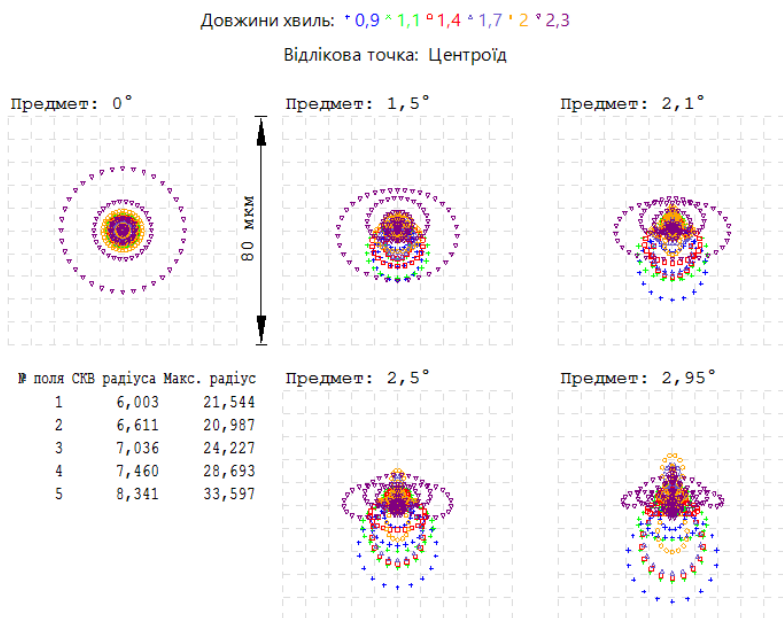 Довжини хвиль: 0,9 1,1 1,4 1,7 2 2,3
Відлікова точка: Центроїд
Предмет: 0° Предмет: 1,5° Предмет: 2,1°
80 мкм
№ поля СКВ радіуса Макс. радіус
1 6,003 21,544
2 6,611 20,987
3 7,036 24,227
4 7,460 28,693
5 8,341 33,597
Предмет: 2,5° Предмет: 2,95°